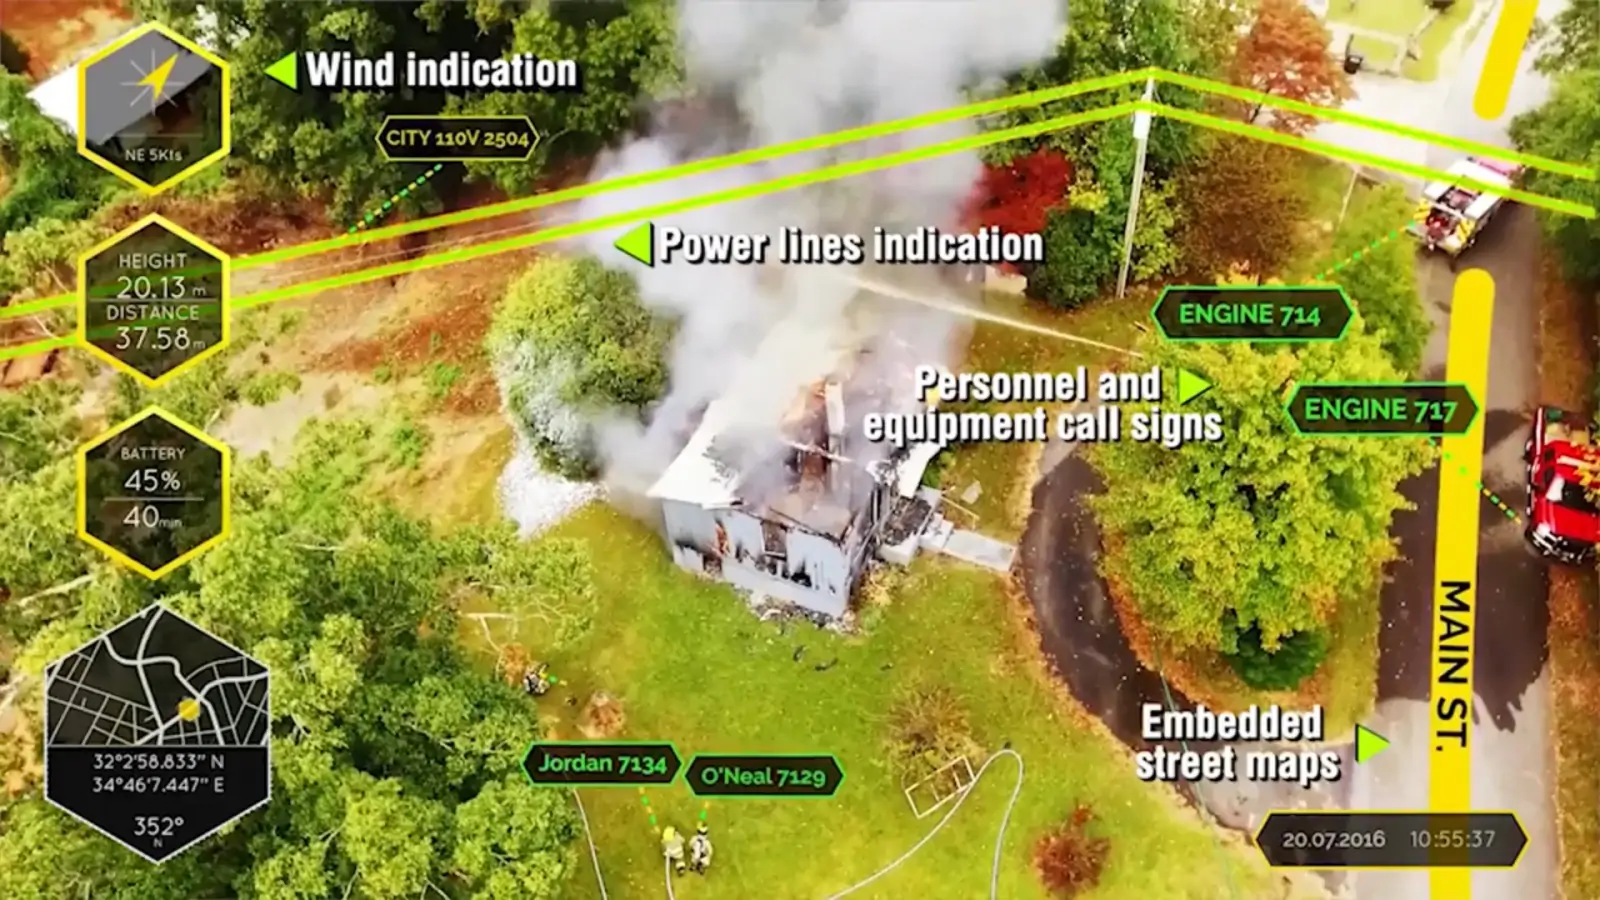 Wind indication
NE 5Kts
CITY 110V 2504
Power lines indication
HEIGHT
20.13 m
DISTANCE
37.58 m
ENGINE 714
Personnel and
equipment call signs
ENGINE 717
BATTERY
45%
40min
MAIN ST.
Embedded
street maps
32°2'58.833" N
34°46'7.447" E
352°
N
Jordan 7134
O'Neal 7129
20.07.2016 10:55:37